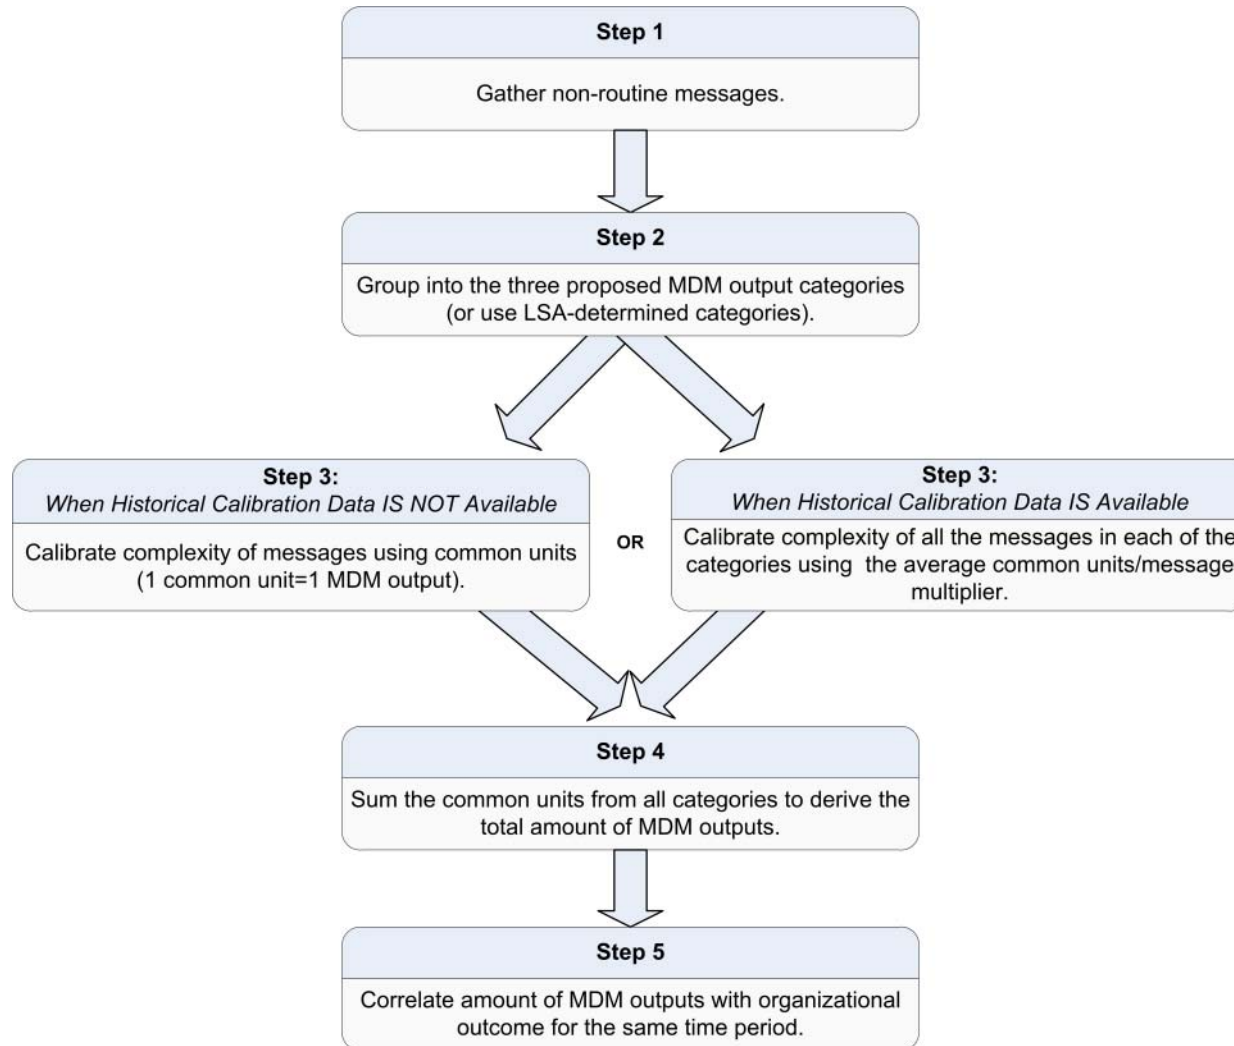 Step 1
Gather non-routine messages.
Step 2
Group into the three proposed MDM output categories
(or use LSA-determined categories).
Step 3:
When Historical Calibration Data IS NOT Available
Calibrate complexity of messages using common units
(1 common unit=1 MDM output).
OR
Step 3:
When Historical Calibration Data IS Available
Calibrate complexity of all the messages in each of the
categories using the average common units/message
multiplier.
Step 4
Sum the common units from all categories to derive the
total amount of MDM outputs.
Step 5
Correlate amount of MDM outputs with organizational
outcome for the same time period.